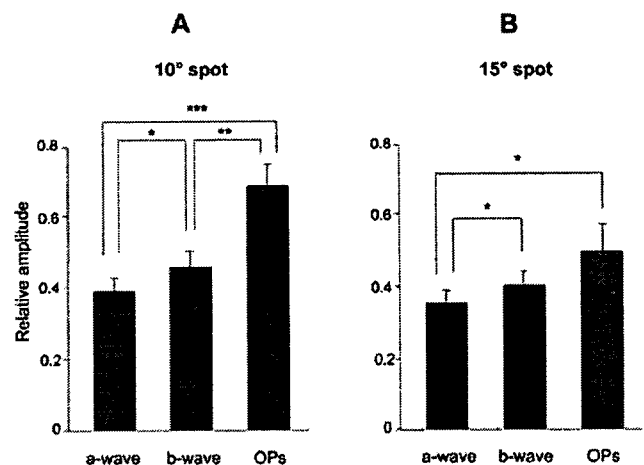 A
10° spot
***
*
**
0.8
0.6
0.4
0.2
0
Relative amplitude
a-wave b-wave OPs
B
15° spot
*
*
0.8
0.6
0.4
0.2
0
a-wave b-wave OPs